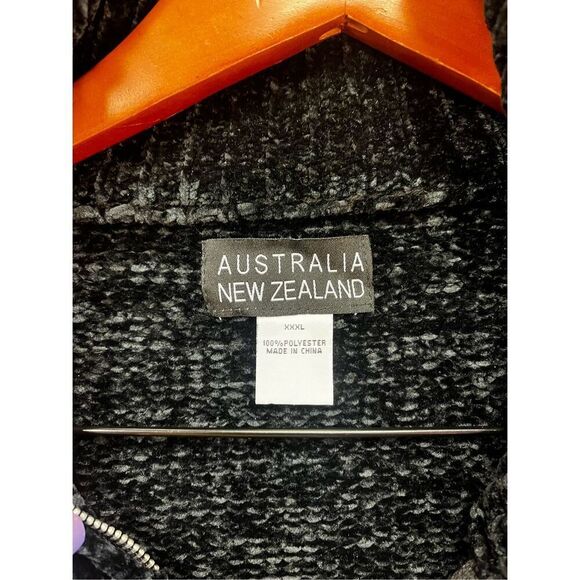 AUSTRALIA
NEW ZEALAND
XXXL
100%POLYESTER
MADE IN CHINA